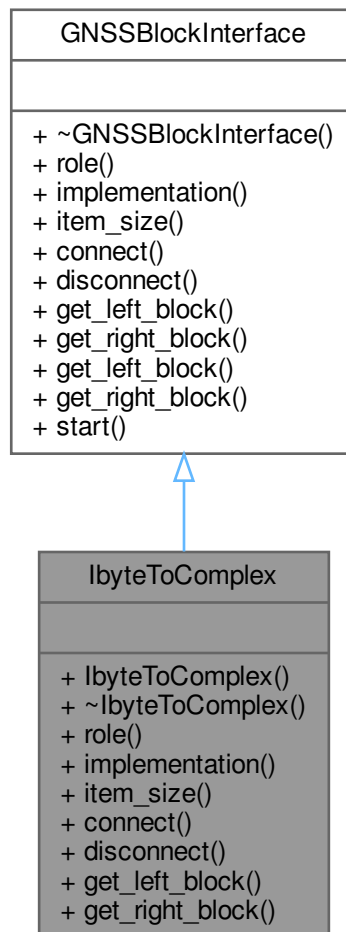 GNSSBlockInterface
+ ~GNSSBlockInterface()
+ role()
+ implementation()
+ item_size()
+ connect()
+ disconnect()
+ get_left_block()
+ get_right_block()
+ get_left_block()
+ get_right_block()
+ start()
IbyteToComplex
+ IbyteToComplex()
+ ~IbyteToComplex()
+ role()
+ implementation()
+ item_size()
+ connect()
+ disconnect()
+ get_left_block()
+ get_right_block()